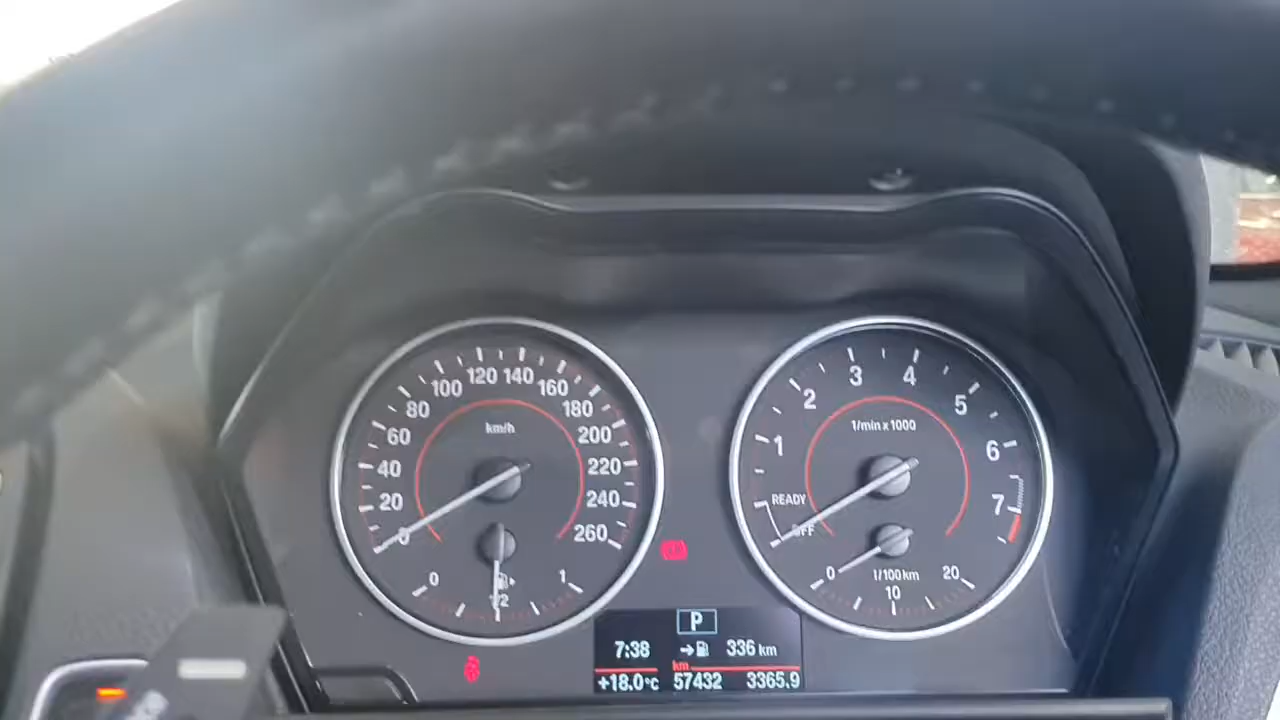 0 20 40 60 80 100 120 140 160 180 200 220 240 260
km/h
0 1/2 1
OFF READY 1 2 3 4 5 6 7
1/min x 1000
0 10 20
l/100km
P
7:38 336 km
km
+18.0°C 57432 3365.9